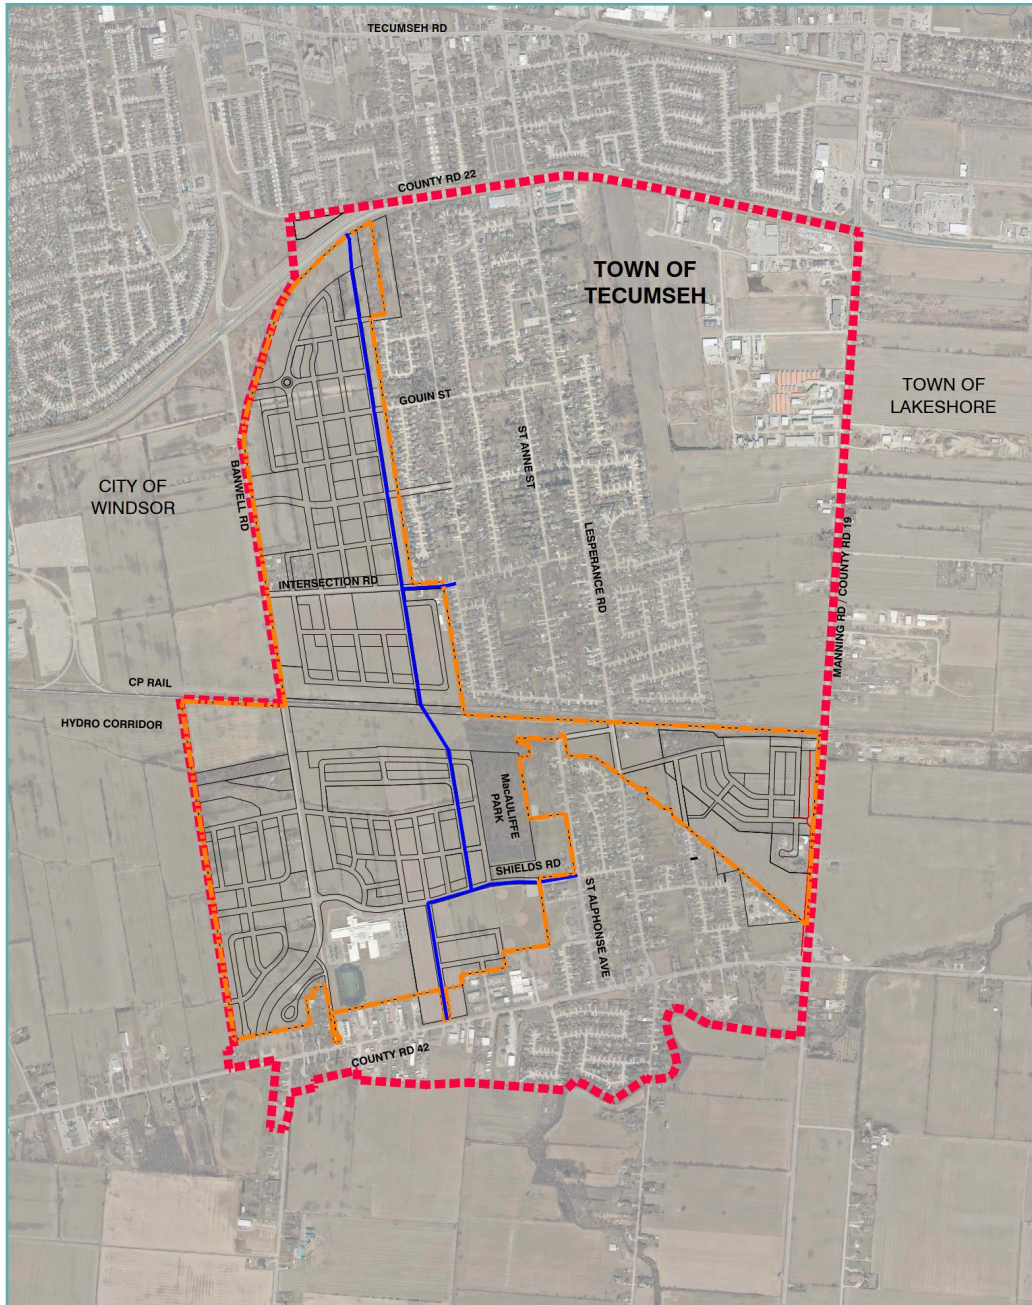 TECUMSEH RD
COUNTY RD 22
TOWN OF
TECUMSEH
TOWN OF
LAKESHORE
GOUIN ST
ST ANNE ST
BANWELL RD
CITY OF
WINDSOR
LESPERANCE RD
MANNING RD / COUNTY RD 19
INTERSECTION RD
CP RAIL
HYDRO CORRIDOR
MacAULIFFE
PARK
SHIELDS RD
ST ALPHONSE AVE
COUNTY RD 42